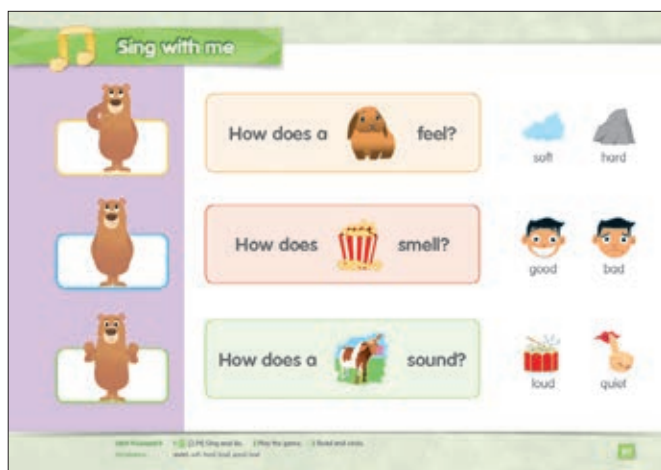 Sing with me
How does a feel?
soft hard
How does smell?
good bad
How does a sound?
loud quiet